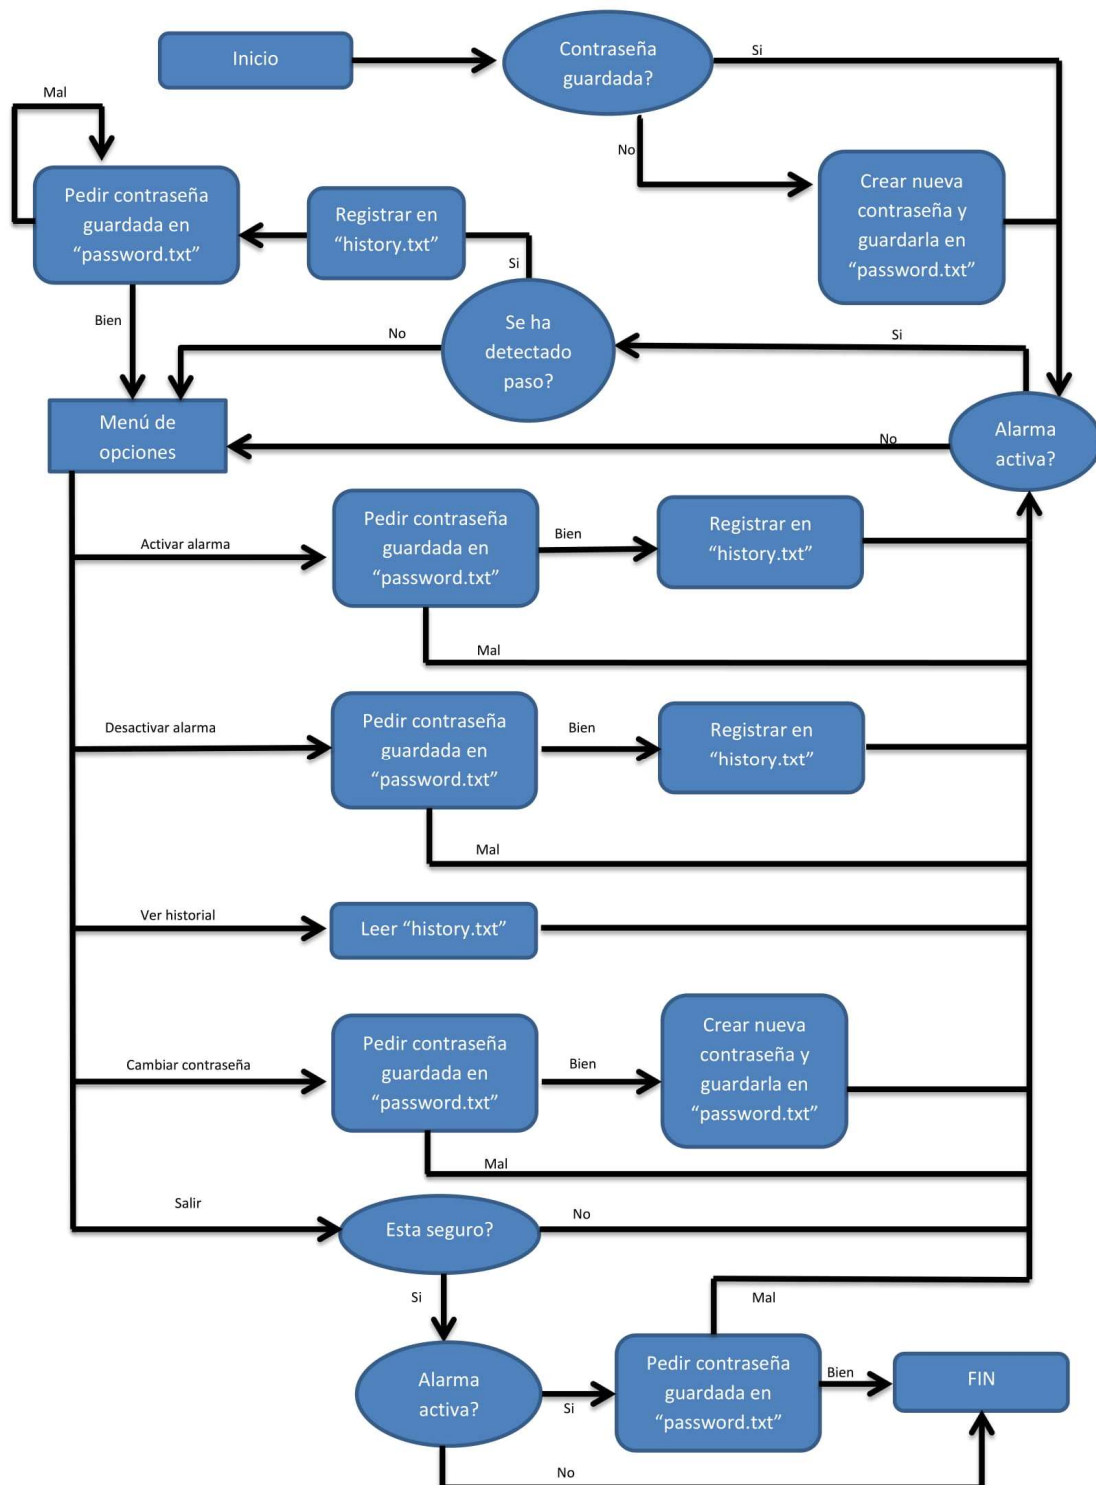 Inicio
Contraseña
guardada?
Si
Mal
No
Pedir contraseña
guardada en
“password.txt”
Registrar en
“history.txt”
Crear nueva
contraseña y
guardarla en
“password.txt”
Si
Bien
No
Se ha
detectado
paso?
Si
Menú de
opciones
No
Alarma
activa?
Activar alarma
Pedir contraseña
guardada en
“password.txt”
Bien
Registrar en
“history.txt”
Mal
Desactivar alarma
Pedir contraseña
guardada en
“password.txt”
Bien
Registrar en
“history.txt”
Mal
Ver historial
Leer “history.txt”
Cambiar contraseña
Pedir contraseña
guardada en
“password.txt”
Bien
Crear nueva
contraseña y
guardarla en
“password.txt”
Mal
Salir
Esta seguro?
No
Si
Mal
Alarma
activa?
Si
Pedir contraseña
guardada en
“password.txt”
Bien
FIN
No